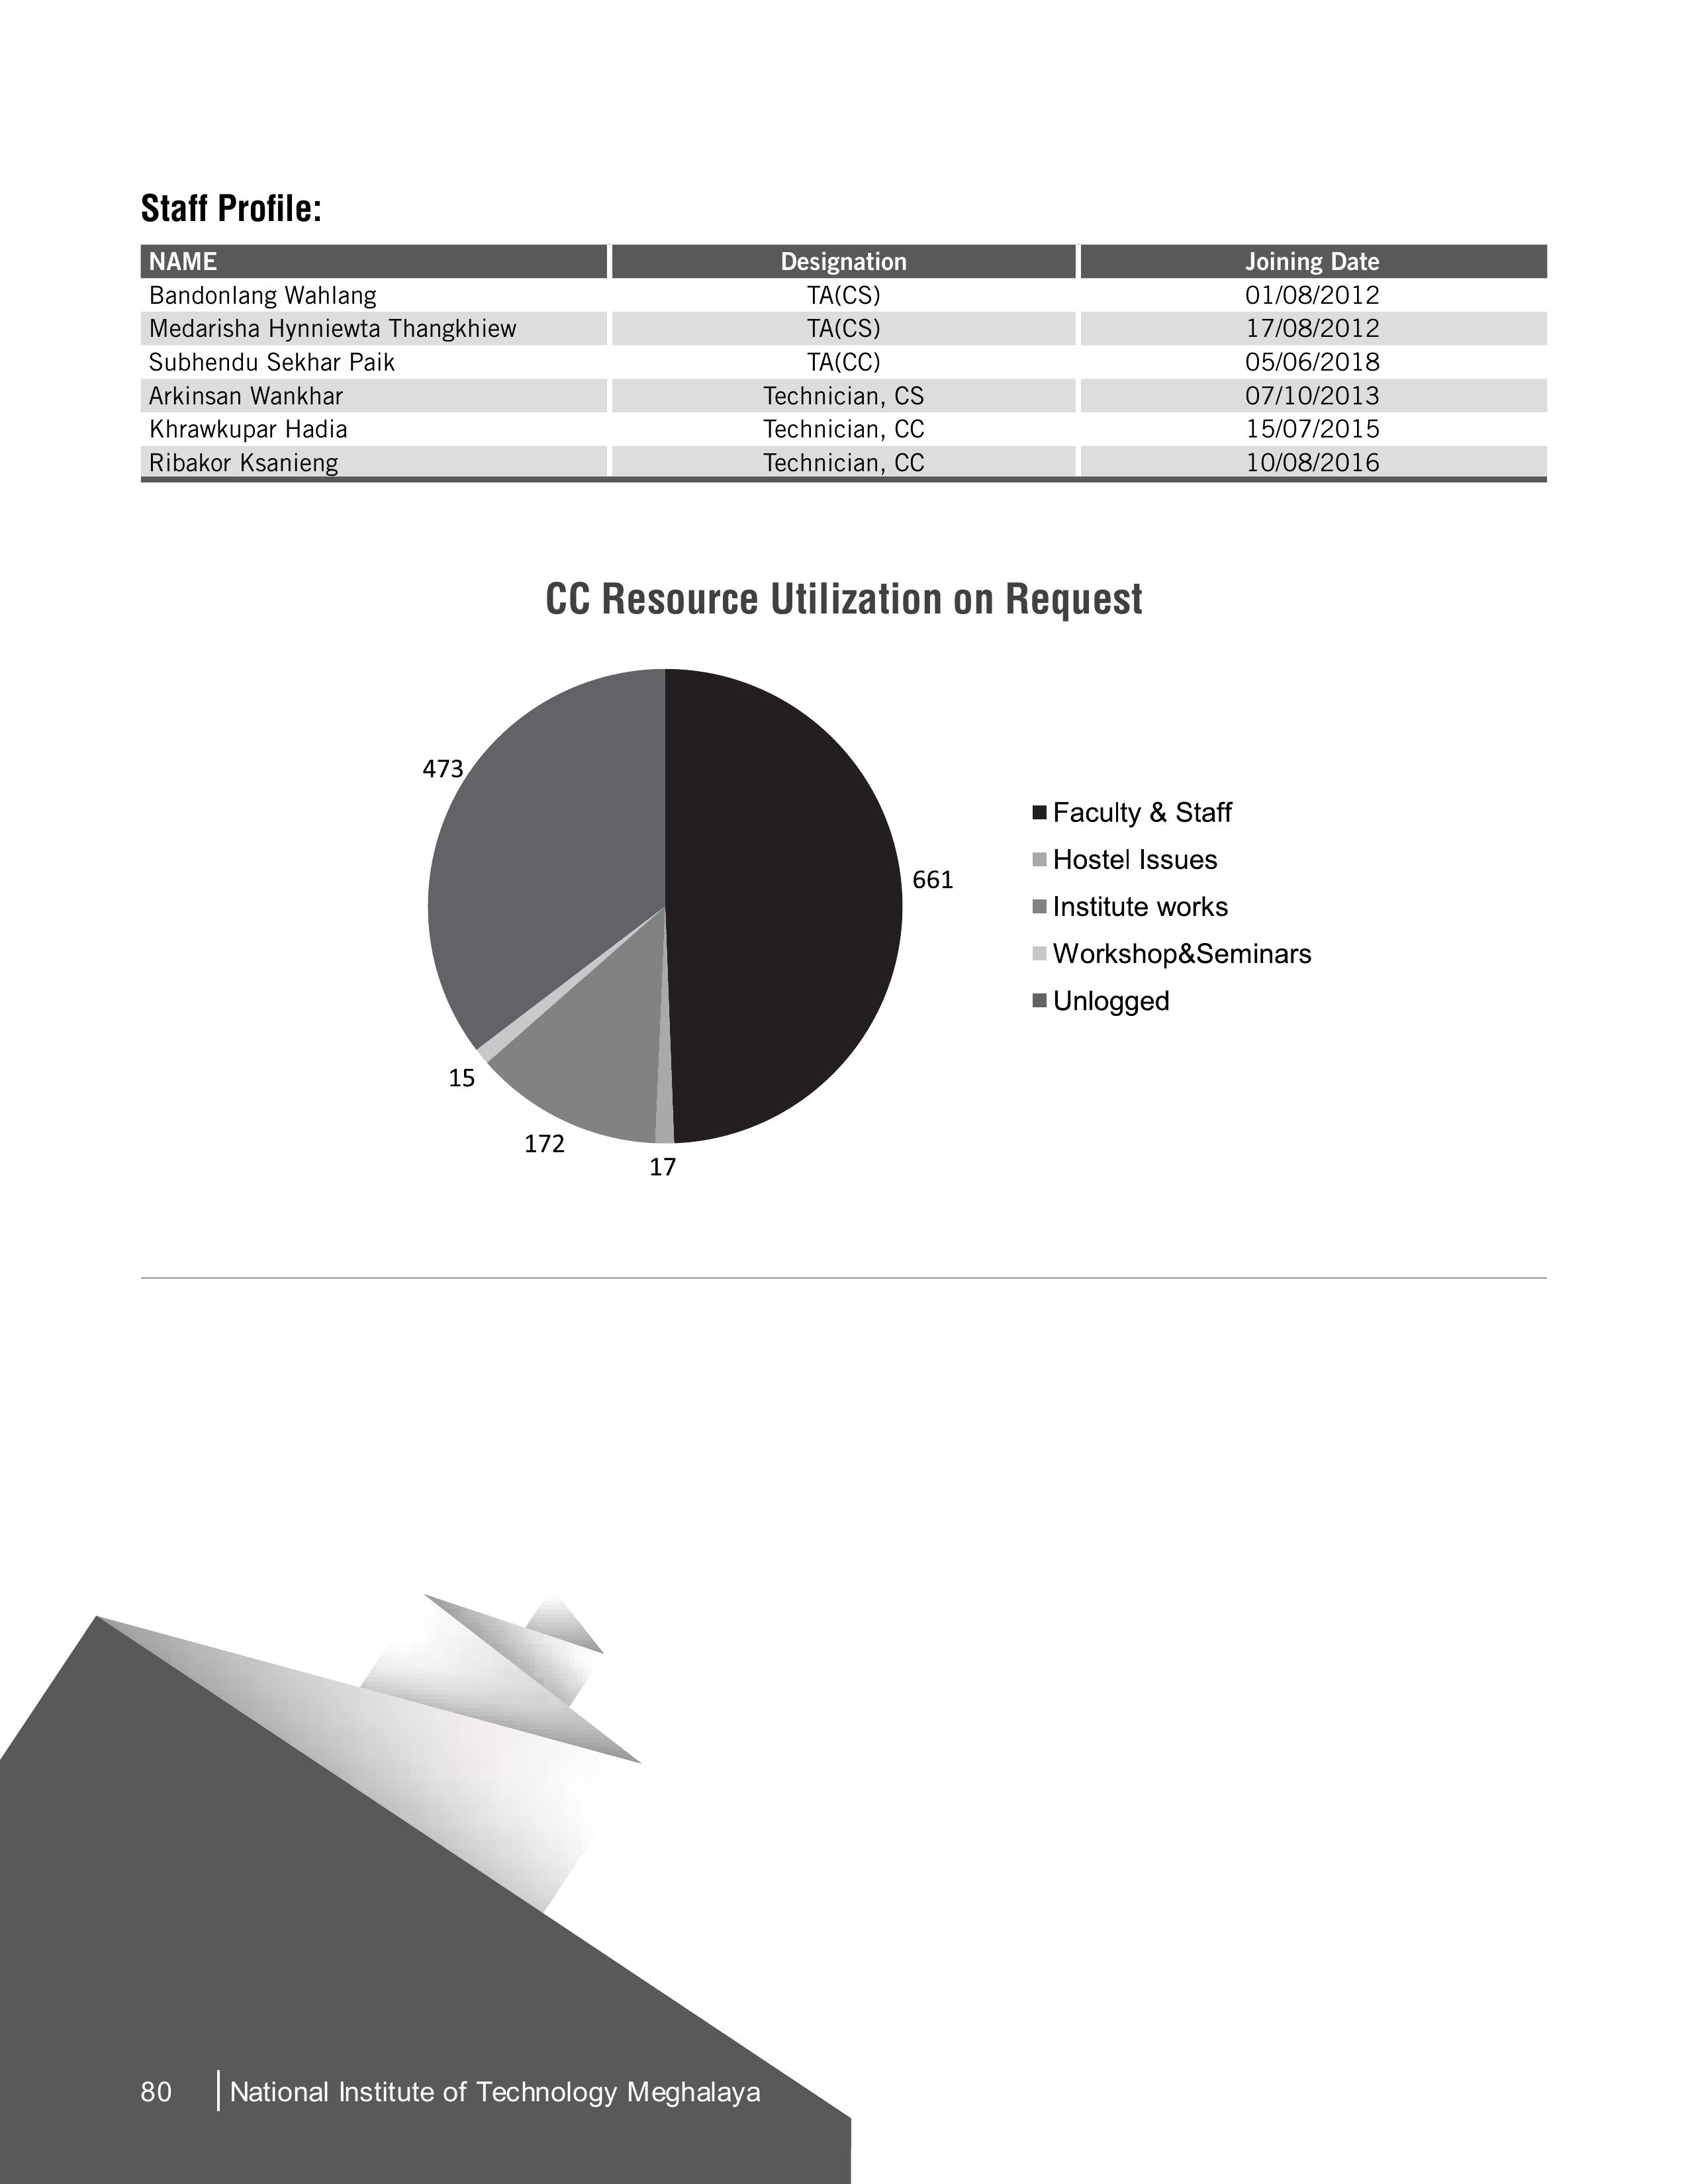 Staff Profile:
NAME Designation Joining Date
Bandonlang Wahlang TA(CS) 01/08/2012
Medarisha Hynniewta Thangkhiew TA(CS) 17/08/2012
Subhendu Sekhar Paik TA(CC) 05/06/2018
Arkinsan Wankhar Technician, CS 07/10/2013
Khrawkupar Hadia Technician, CC 15/07/2015
Ribakor Ksanieng Technician, CC 10/08/2016
CC Resource Utilization on Request
473
661
15
172
17
Faculty & Staff
Hostel Issues
Institute works
Workshop&Seminars
Unlogged
80 National Institute of Technology Meghalaya